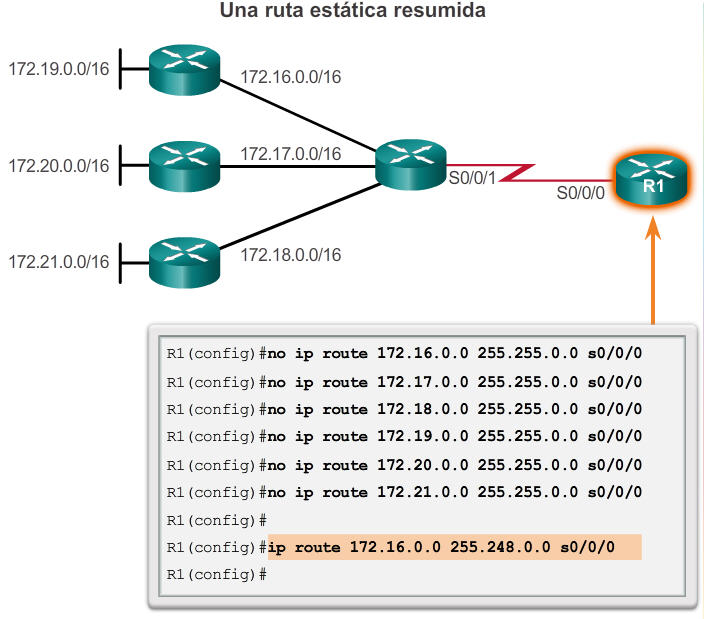 Una ruta estática resumida
172.19.0.0/16
172.16.0.0/16
172.20.0.0/16
172.17.0.0/16
S0/0/1
S0/0/0
R1
172.21.0.0/16
172.18.0.0/16
R1(config)#no ip route 172.16.0.0 255.255.0.0 s0/0/0
R1(config)#no ip route 172.17.0.0 255.255.0.0 s0/0/0
R1(config)#no ip route 172.18.0.0 255.255.0.0 s0/0/0
R1(config)#no ip route 172.19.0.0 255.255.0.0 s0/0/0
R1(config)#no ip route 172.20.0.0 255.255.0.0 s0/0/0
R1(config)#no ip route 172.21.0.0 255.255.0.0 s0/0/0
R1(config)#
R1(config)#ip route 172.16.0.0 255.248.0.0 s0/0/0
R1(config)#